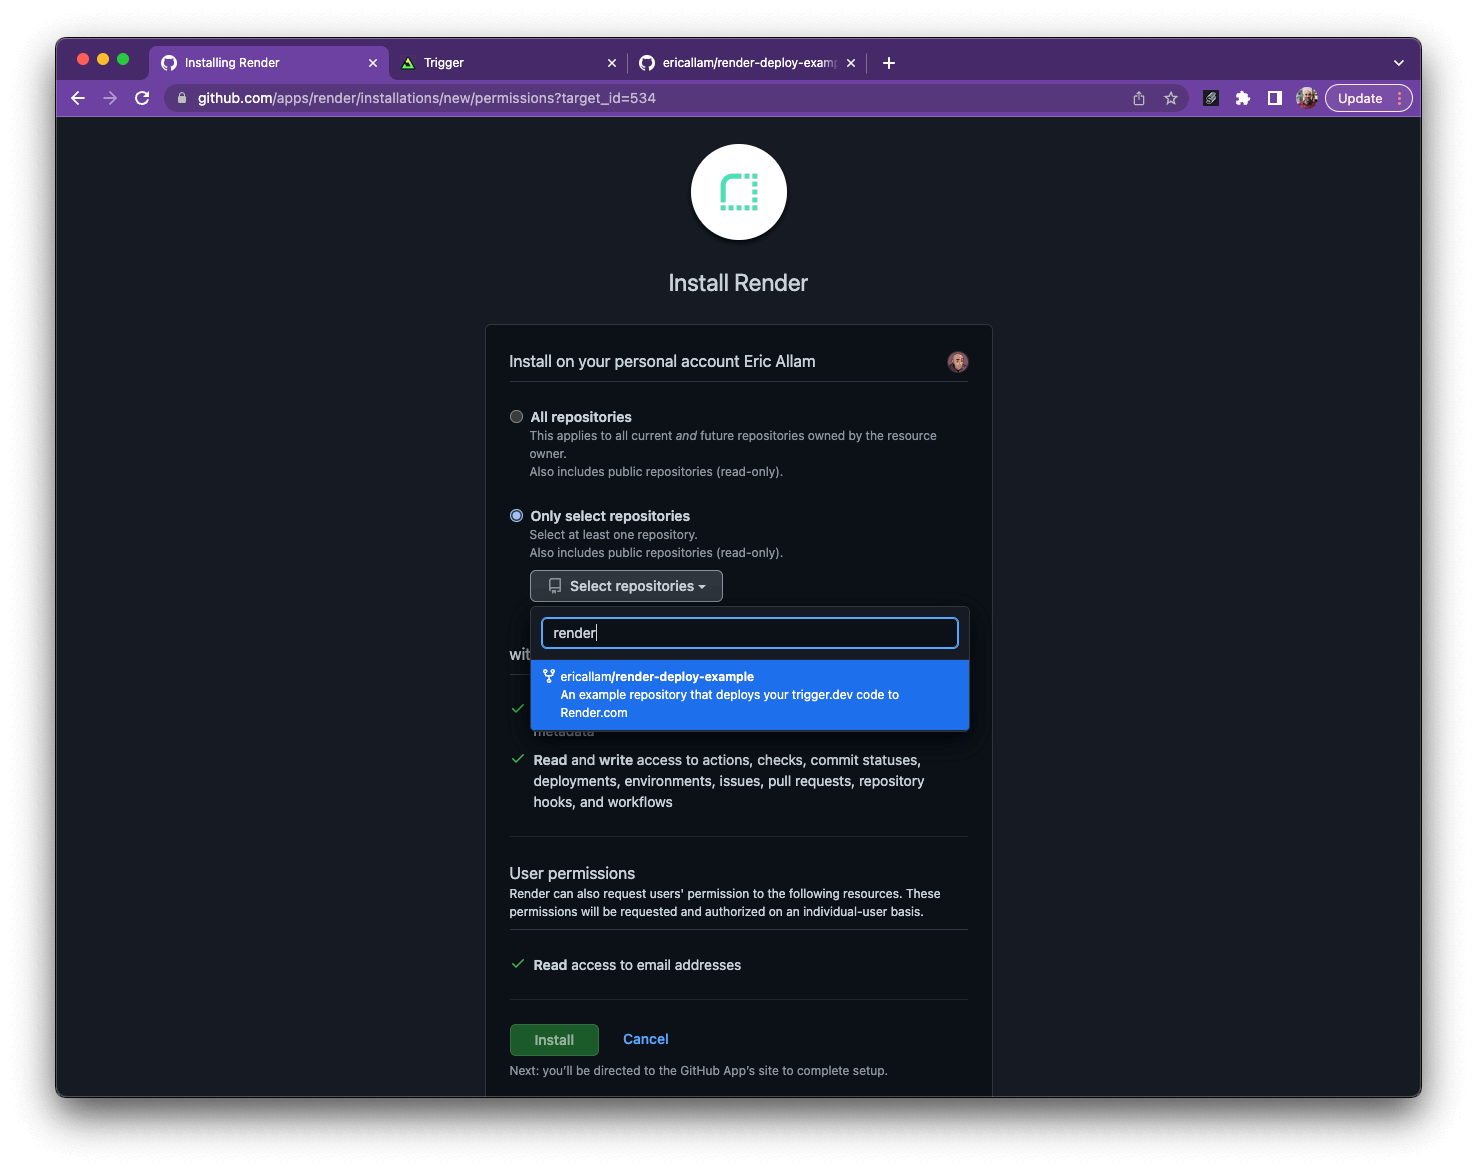 Installing Render
Trigger
ericallam/render-deploy-exam
github.com/apps/render/installations/new/permissions?target_id=534
Update
Install Render
Install on your personal account Eric Allam
All repositories
This applies to all current and future repositories owned by the resource
owner.
Also includes public repositories (read-only).
Only select repositories
Select at least one repository.
Also includes public repositories (read-only).
Select repositories
render
wit
ericallam/render-deploy-example
An example repository that deploys your trigger.dev code to
Render.com
metadata
Read and write access to actions, checks, commit statuses,
deployments, environments, issues, pull requests, repository
hooks, and workflows
User permissions
Render can also request users' permission to the following resources. These
permissions will be requested and authorized on an individual-user basis.
Read access to email addresses
Install
Cancel
Next: you'll be directed to the GitHub App's site to complete setup.